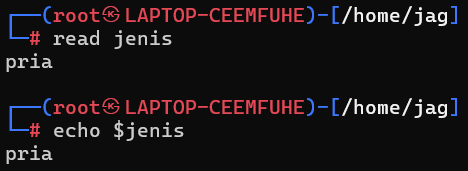 ┌──(root㉿LAPTOP-CEEMFUHE)-[/home/jag]
└─# read jenis
pria
┌──(root㉿LAPTOP-CEEMFUHE)-[/home/jag]
└─# echo $jenis
pria